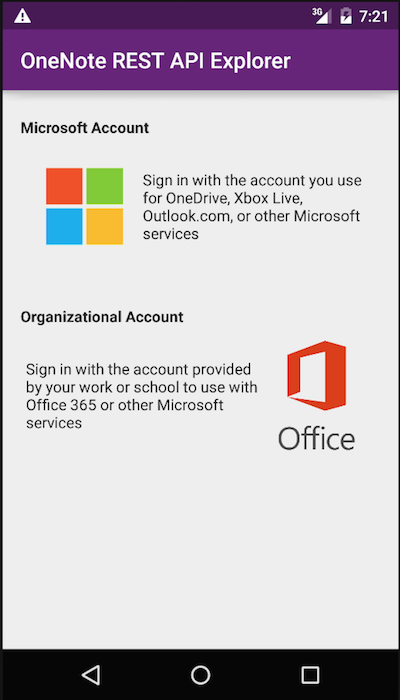 3G 7:21
OneNote REST API Explorer
Microsoft Account
Sign in with the account you use
for OneDrive, Xbox Live,
Outlook.com, or other Microsoft
services
Organizational Account
Sign in with the account provided
by your work or school to use with
Office 365 or other Microsoft
services
Office